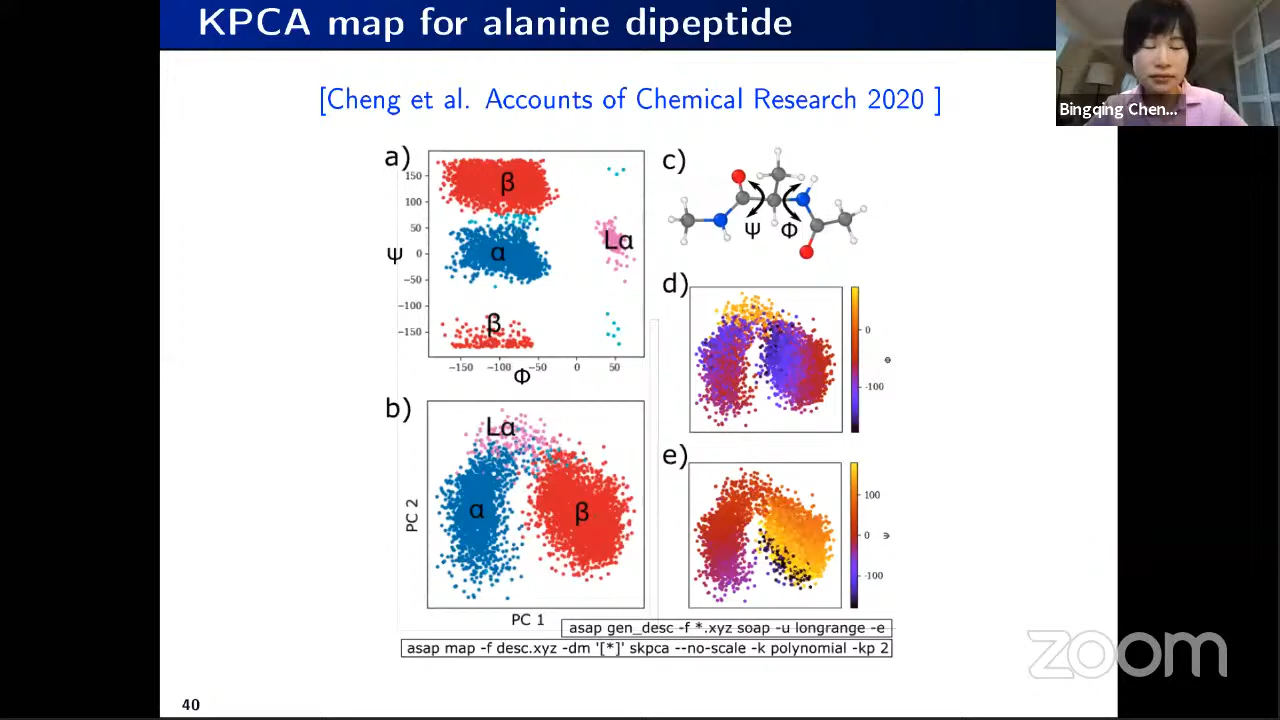 KPCA map for alanine dipeptide
[Cheng et al. Accounts of Chemical Research 2020 ]
Bingqing Chen...
a)
150
100
50
0
−50
−100
−150
Ψ
β
α
Lα
β
−150 −100 −50 0 50
Φ
b)
Lα
α
β
PC 2
PC 1
c)
Ψ Φ
d)
0
-100
Φ
e)
100
0
-100
Ψ
asap gen_desc -f *.xyz soap -u longrange -e
asap map -f desc.xyz -dm '[*]' skpca --no-scale -k polynomial -kp 2
zoom
40